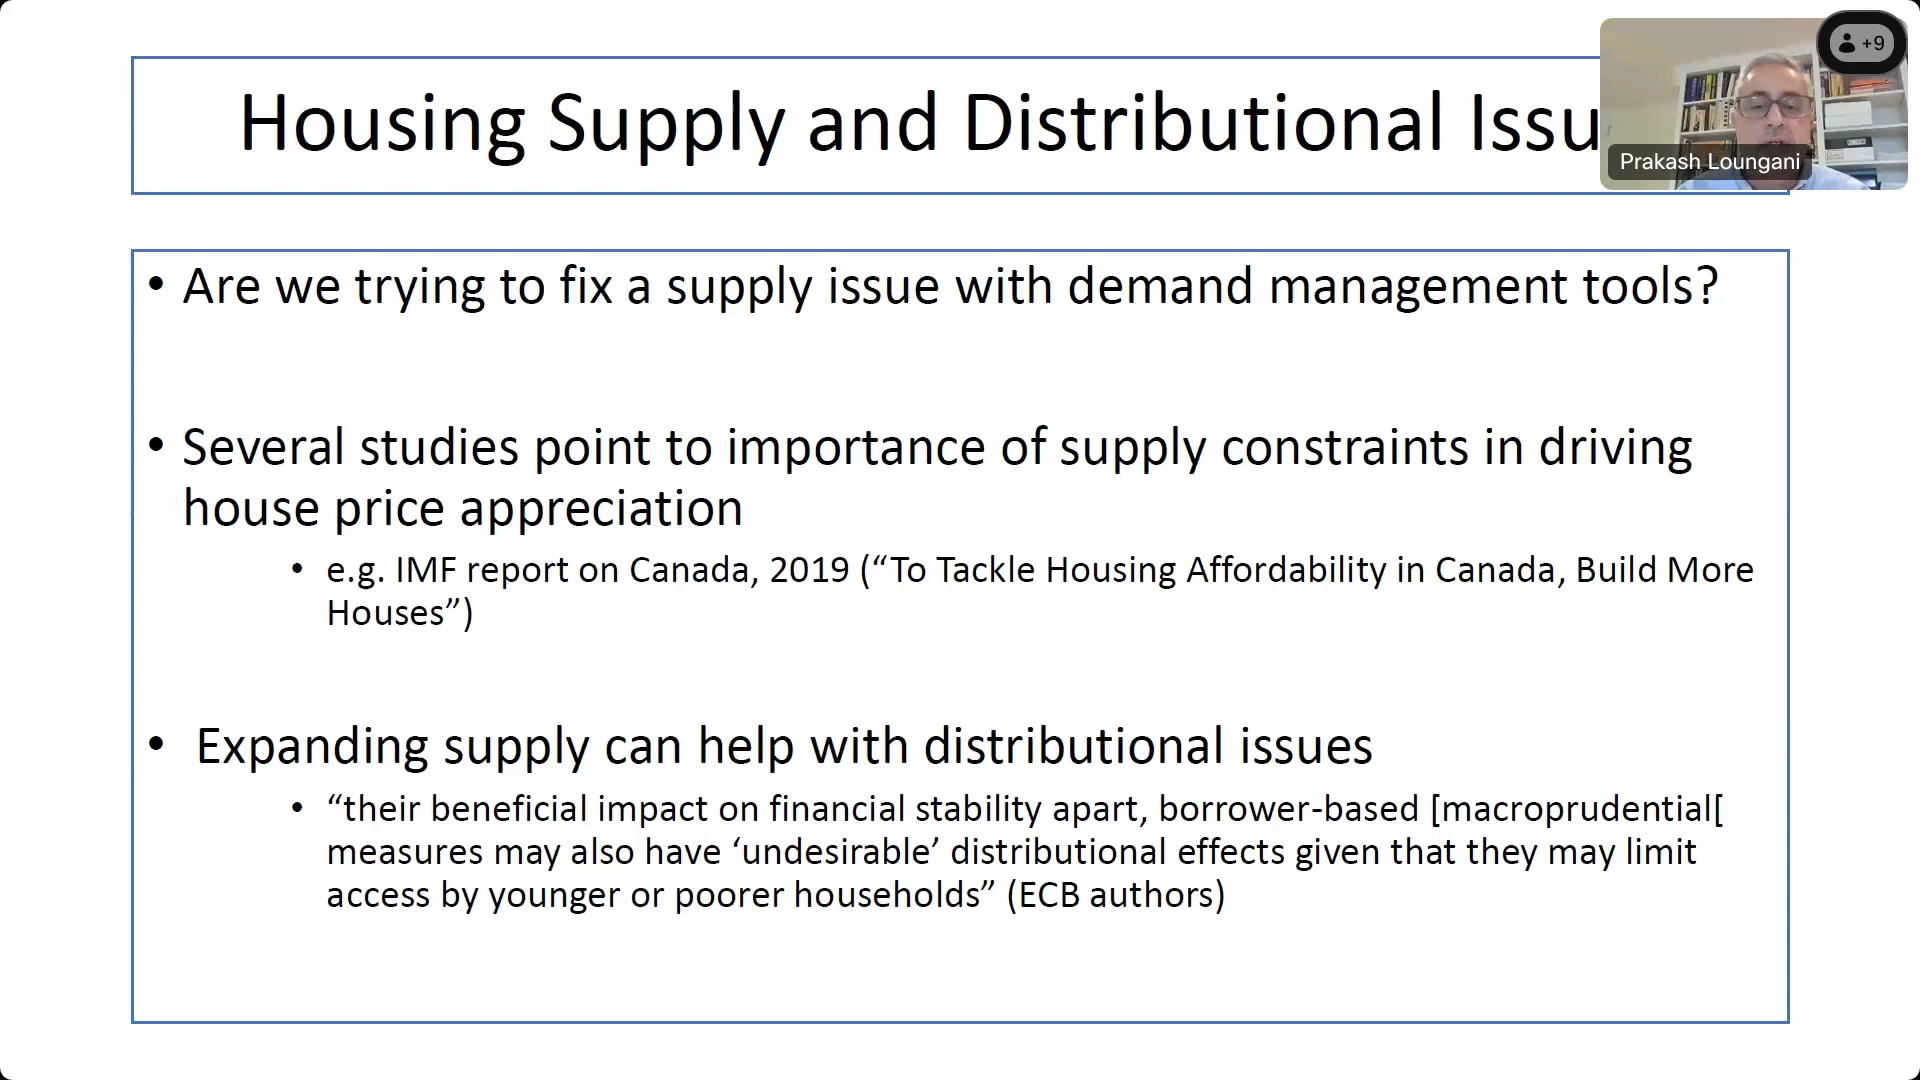 Housing Supply and Distributional Issu
+9
Prakash Loungani
• Are we trying to fix a supply issue with demand management tools?
• Several studies point to importance of supply constraints in driving
house price appreciation
• e.g. IMF report on Canada, 2019 (“To Tackle Housing Affordability in Canada, Build More
Houses”)
• Expanding supply can help with distributional issues
• “their beneficial impact on financial stability apart, borrower-based [macroprudential[
measures may also have ‘undesirable’ distributional effects given that they may limit
access by younger or poorer households” (ECB authors)